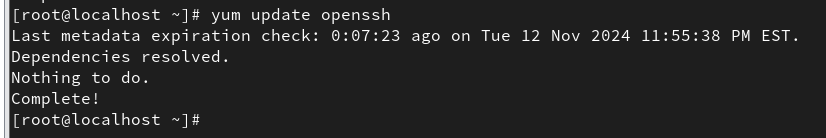 [root@localhost ~]# yum update openssh
Last metadata expiration check: 0:07:23 ago on Tue 12 Nov 2024 11:55:38 PM EST.
Dependencies resolved.
Nothing to do.
Complete!
[root@localhost ~]#